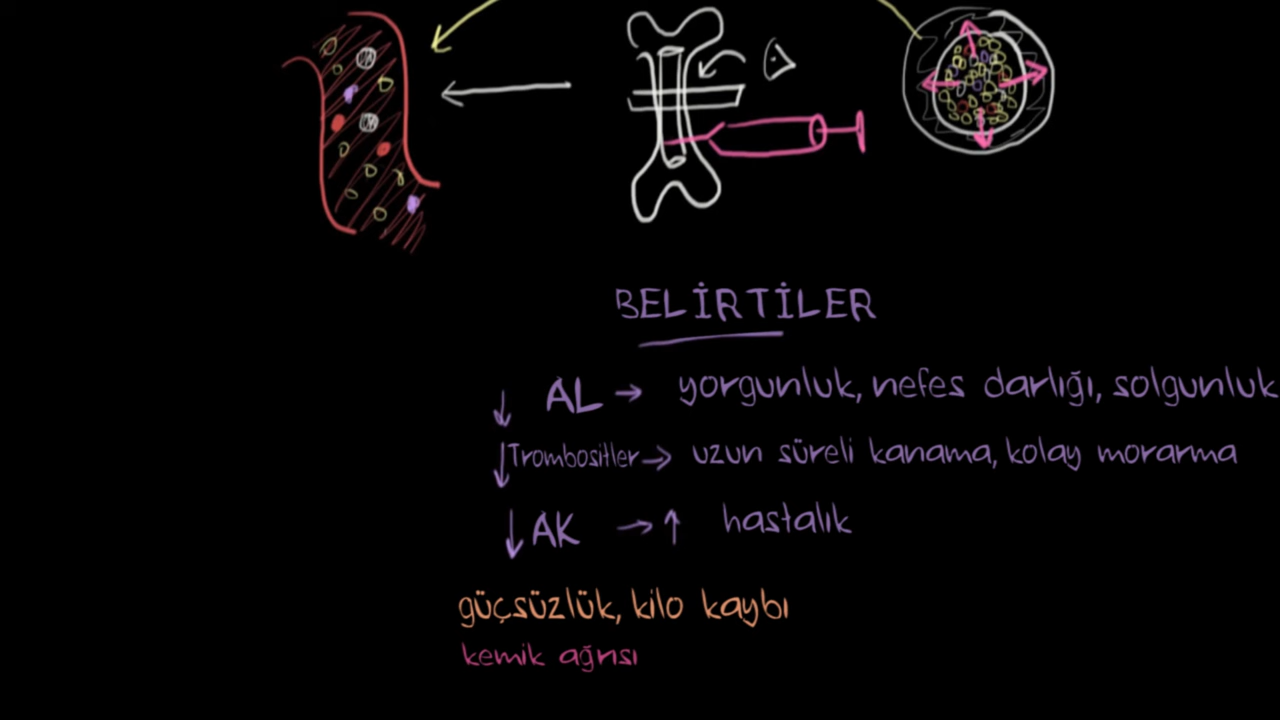 BELİRTİLER
↓ AL → yorgunluk, nefes darlığı, solgunluk
↓ Trombositler → uzun süreli kanama, kolay morarma
↓ AK → ↑ hastalık
güçsüzlük, kilo kaybı
kemik ağrısı